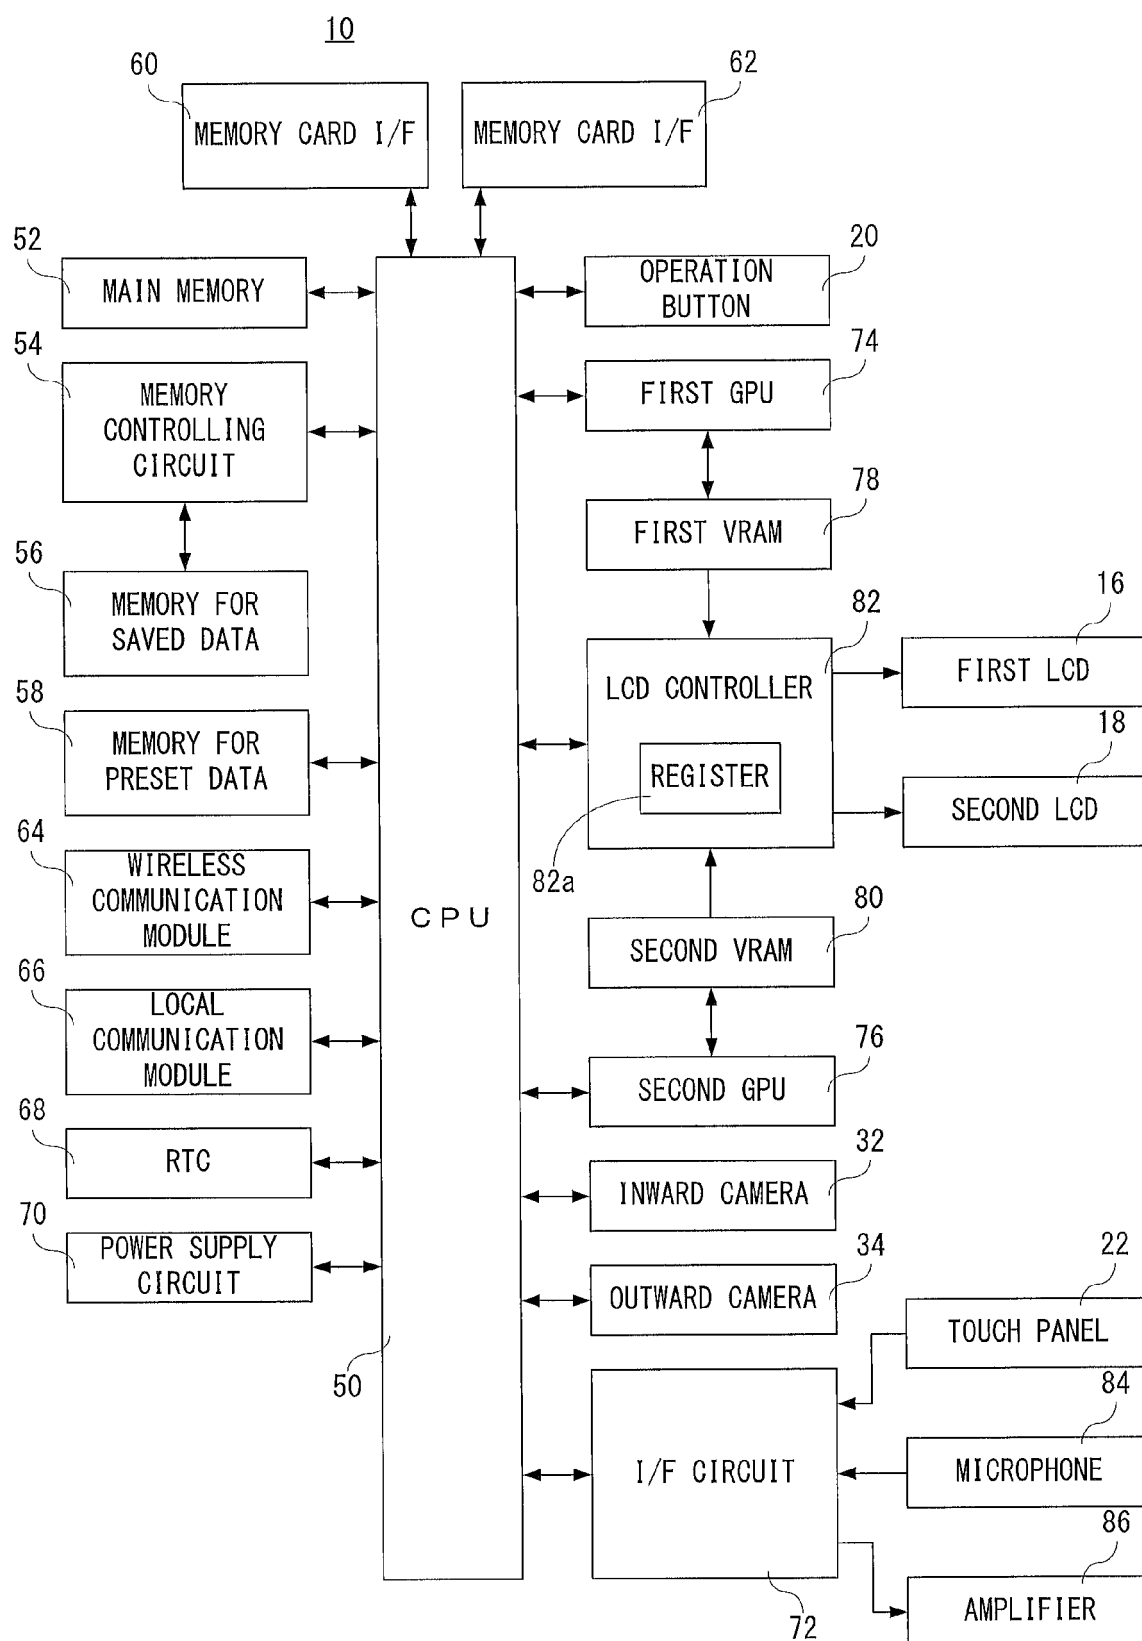 10
60
62
MEMORY CARD I/F
MEMORY CARD I/F
52
MAIN MEMORY
20
OPERATION
BUTTON
54
MEMORY
CONTROLLING
CIRCUIT
74
FIRST GPU
78
FIRST VRAM
56
MEMORY FOR
SAVED DATA
82
LCD CONTROLLER
REGISTER
82a
16
FIRST LCD
18
SECOND LCD
58
MEMORY FOR
PRESET DATA
64
WIRELESS
COMMUNICATION
MODULE
CPU
80
SECOND VRAM
66
LOCAL
COMMUNICATION
MODULE
76
SECOND GPU
68
RTC
32
INWARD CAMERA
70
POWER SUPPLY
CIRCUIT
34
OUTWARD CAMERA
22
TOUCH PANEL
50
84
I/F CIRCUIT
MICROPHONE
86
72
AMPLIFIER